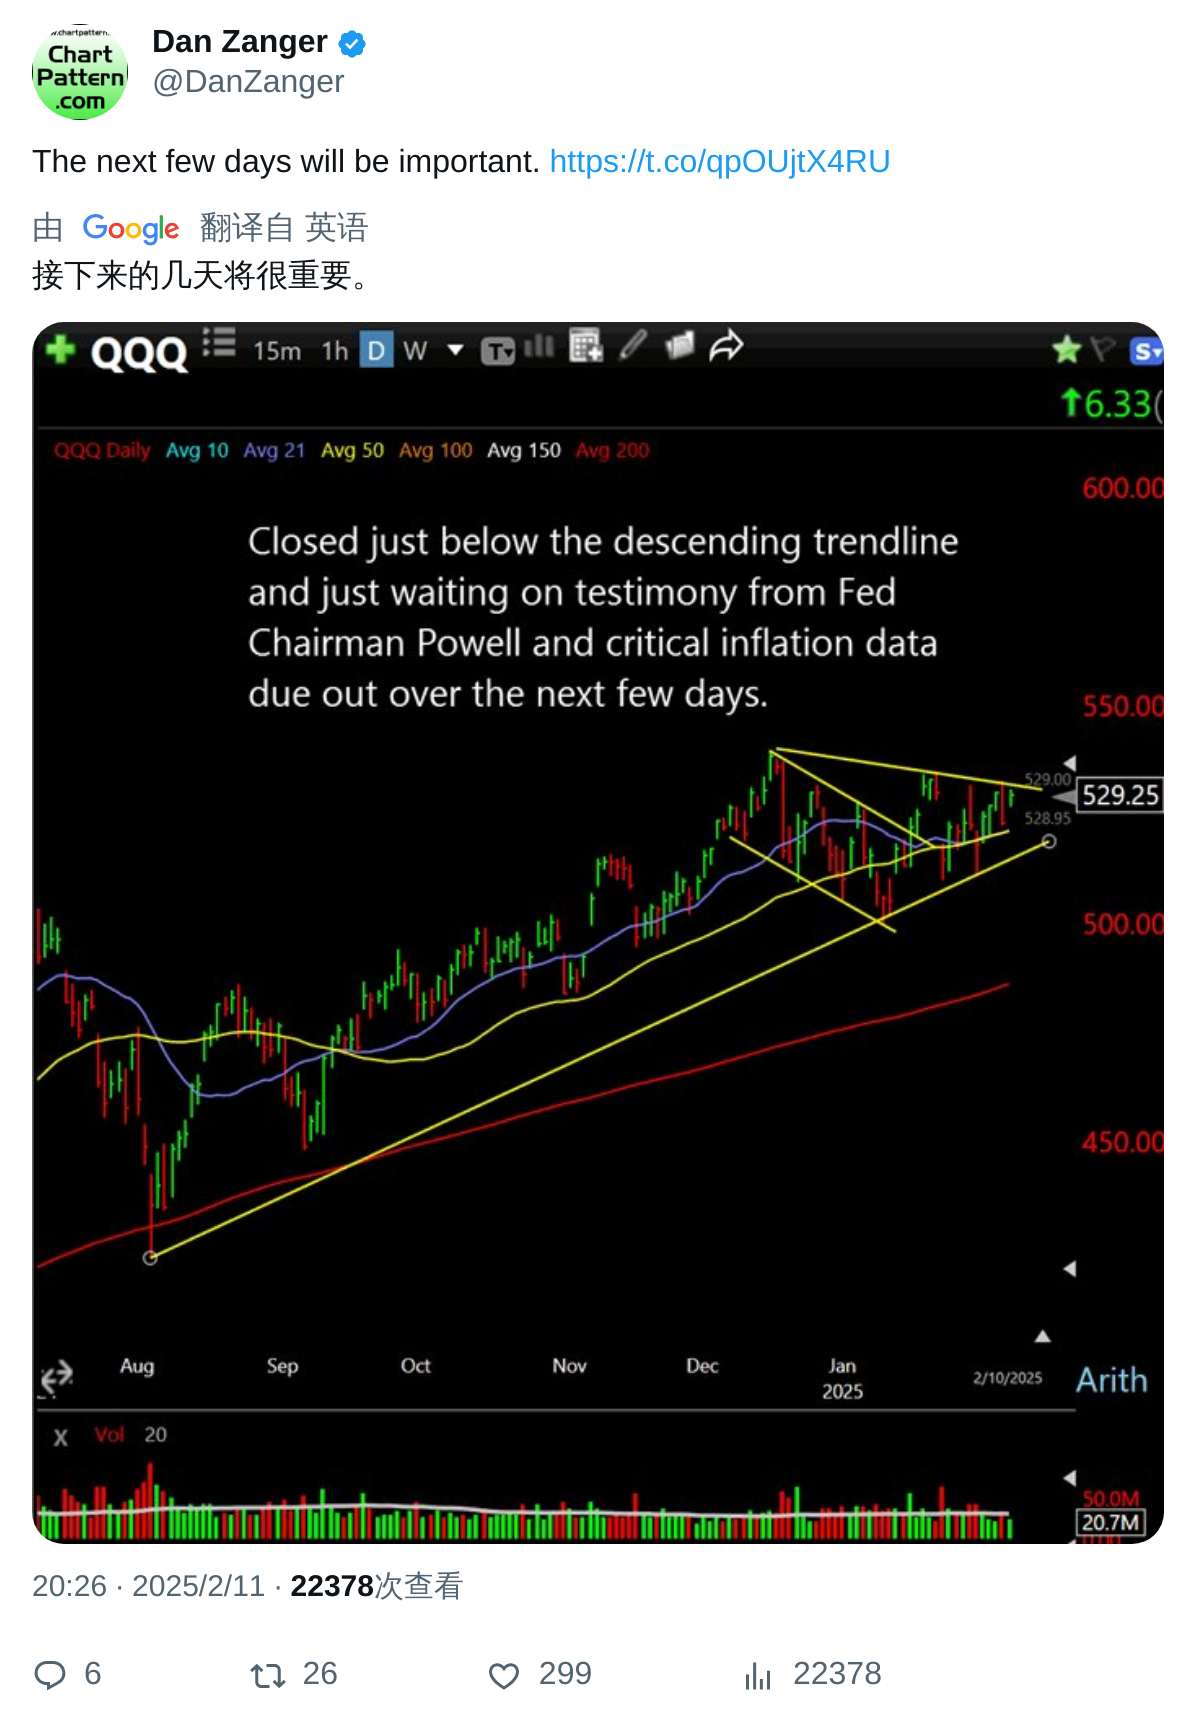 w.chartpattern.
Chart
Pattern
.com
Dan Zanger
@DanZanger
The next few days will be important. https://t.co/qpOUjtX4RU
由 Google 翻译自 英语
接下来的几天将很重要。
QQQ 15m 1h D W T S
6.33(
QQQ Daily Avg 10 Avg 21 Avg 50 Avg 100 Avg 150 Avg 200
600.00
Closed just below the descending trendline
and just waiting on testimony from Fed
Chairman Powell and critical inflation data
due out over the next few days.
550.00
529.00
529.25
528.95
500.00
450.00
Aug Sep Oct Nov Dec Jan
2025
2/10/2025
Arith
X Vol 20
50.0M
20.7M
20:26 · 2025/2/11 · 22378次查看
6 26 299 22378